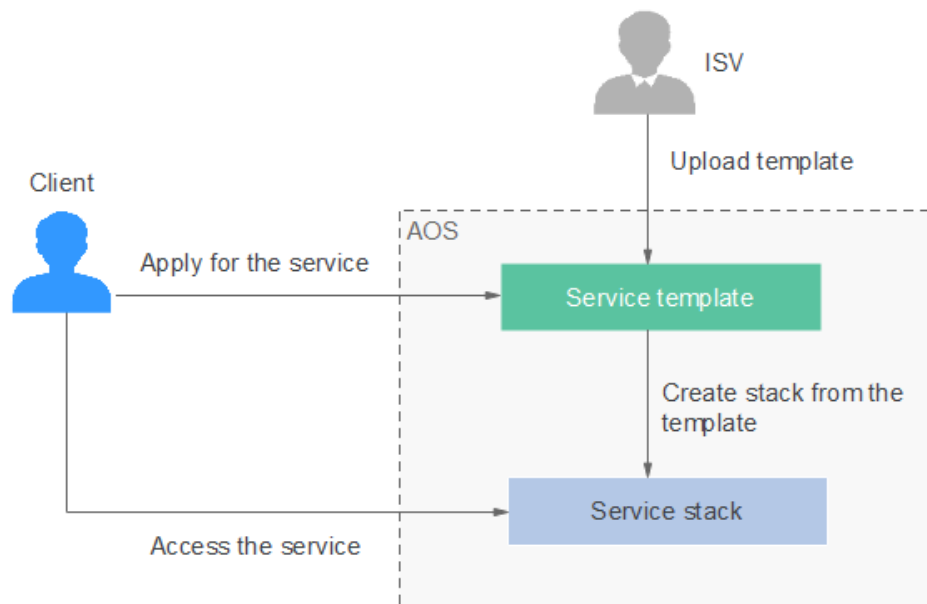 ISV
Upload template
Client
AOS
Apply for the service
Service template
Create stack from the
template
Service stack
Access the service